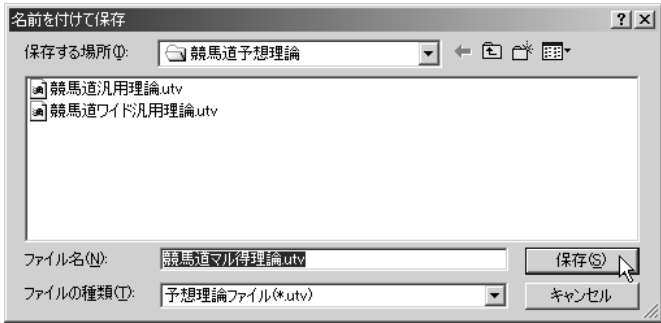 名前を付けて保存
保存する場所(I): 競馬道予想理論
競馬道汎用理論.utv
競馬道ワイド汎用理論.utv
ファイル名(N): 競馬道マル得理論.utv 保存(S)
ファイルの種類(T): 予想理論ファイル(*.utv) キャンセル